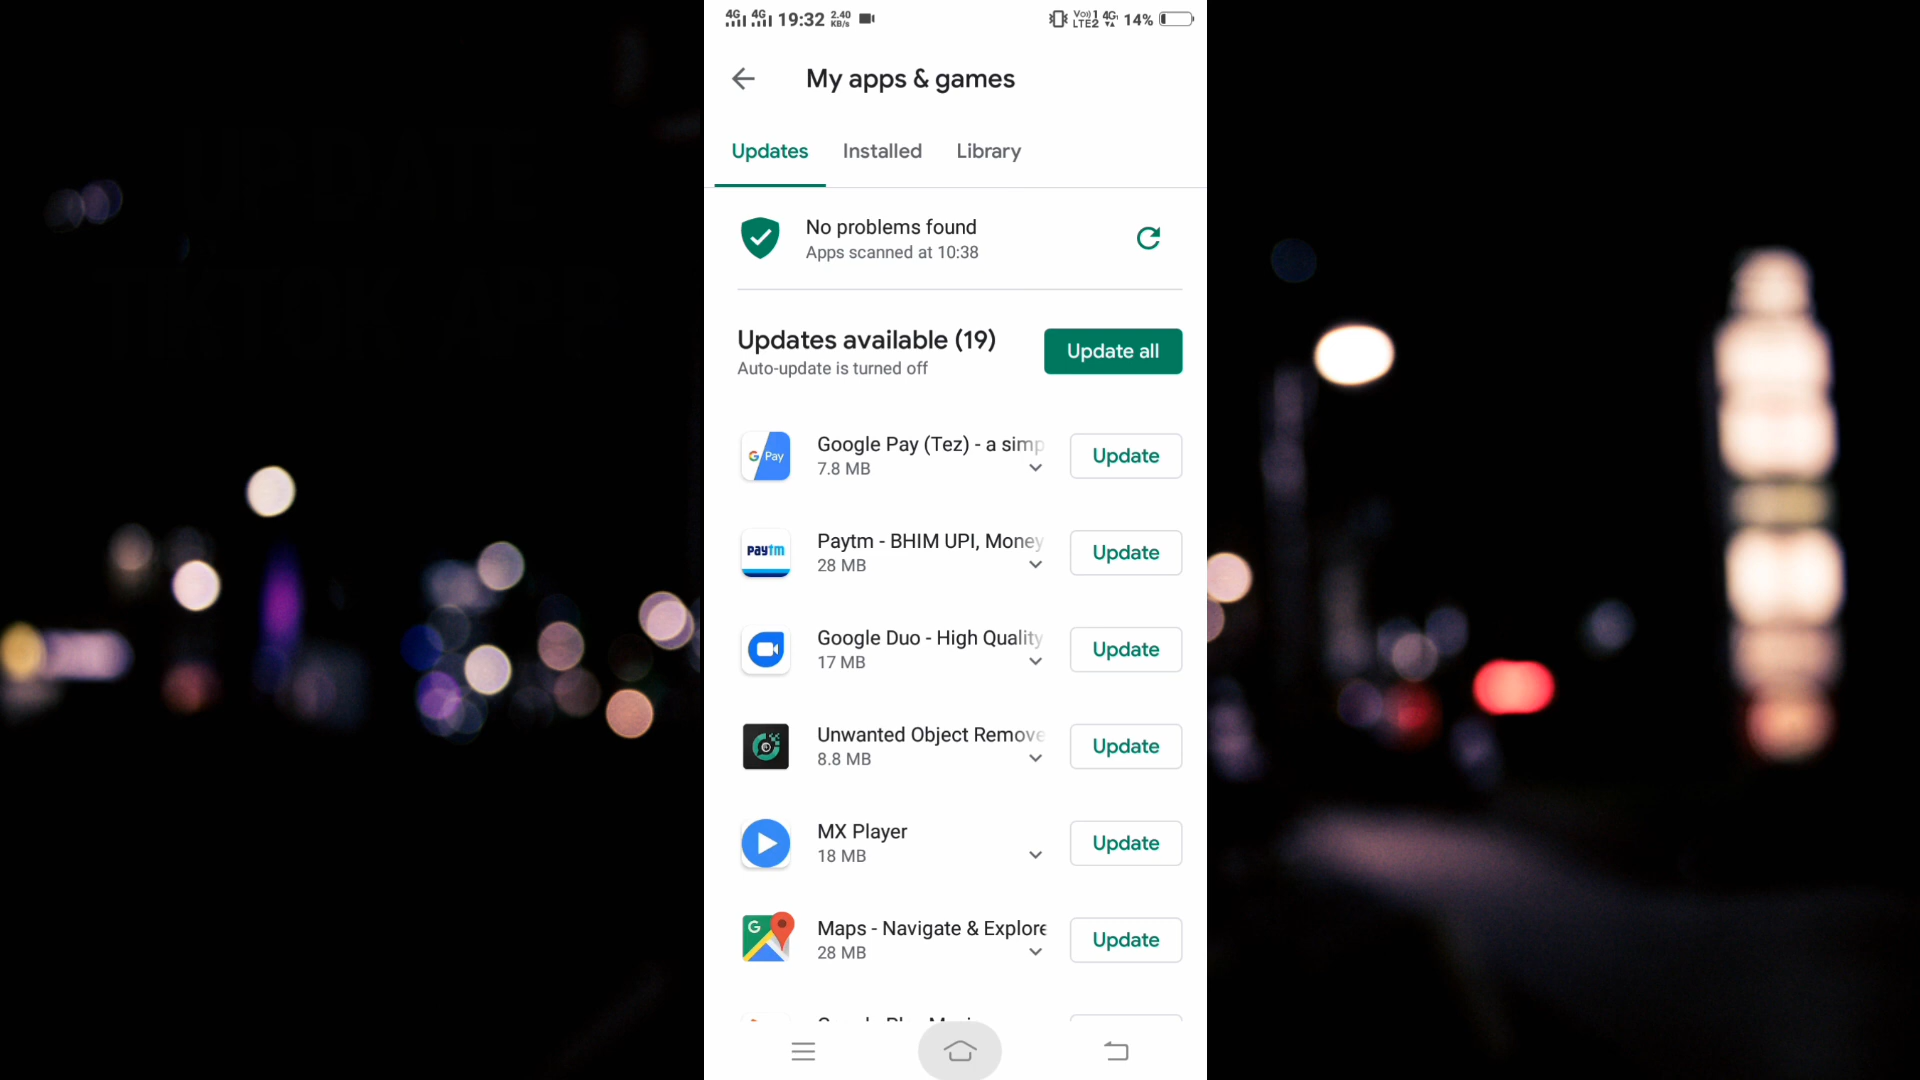 4G 4G 19:32 2.40 KB/s
Vo) 1 LTE2 4G 14%
My apps & games
Updates Installed Library
No problems found
Apps scanned at 10:38
Updates available (19)
Auto-update is turned off
Update all
G Pay
Google Pay (Tez) - a simp
7.8 MB
Update
Paytm
Paytm - BHIM UPI, Money
28 MB
Update
Google Duo - High Quality
17 MB
Update
Unwanted Object Remove
8.8 MB
Update
MX Player
18 MB
Update
G
Maps - Navigate & Explore
28 MB
Update